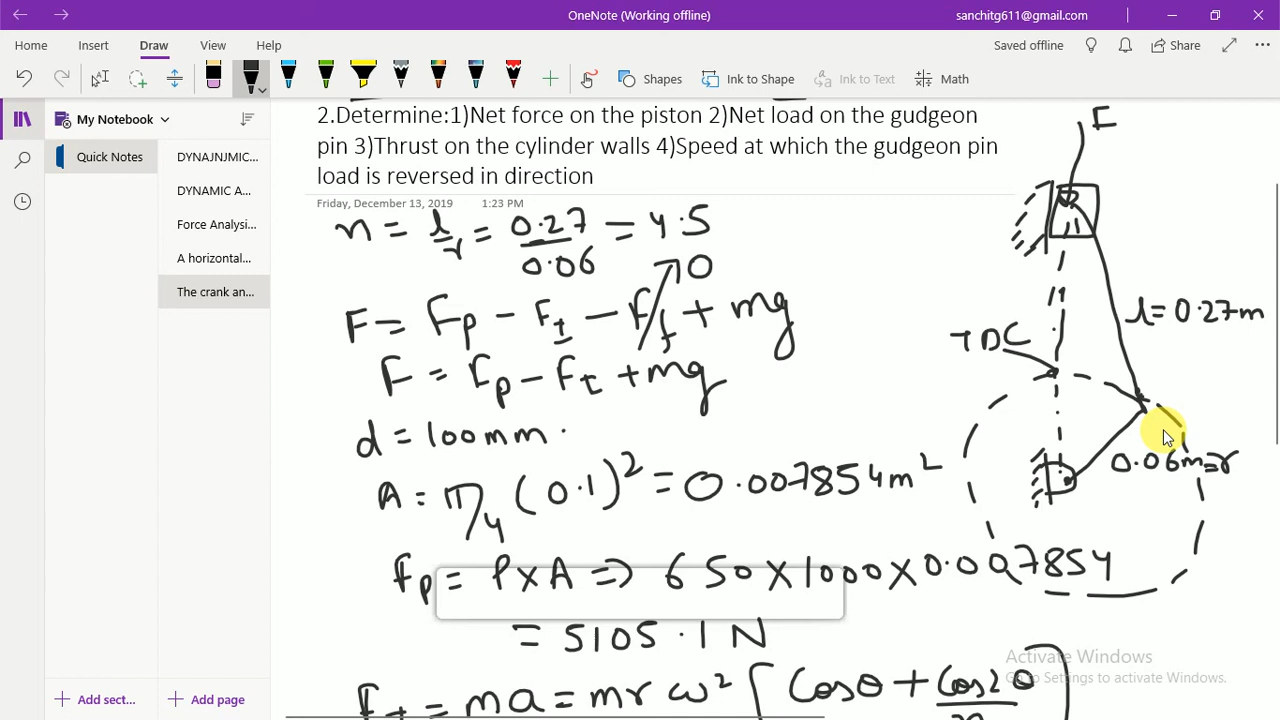 OneNote (Working offline)
sanchitg611@gmail.com
Home Insert Draw View Help
Saved offline Share
Shapes Ink to Shape Ink to Text Math
My Notebook
Quick Notes
DYNAJNJMIC...
DYNAMIC A...
Force Analysi...
A horizontal...
The crank an...
Add sect...
Add page
2.Determine:1)Net force on the piston 2)Net load on the gudgeon
pin 3)Thrust on the cylinder walls 4)Speed at which the gudgeon pin
load is reversed in direction
Friday, December 13, 2019 1:23 PM
n = l/r = 0.27/0.06 = 4.5
F = Fp - FI - Ff + mg
0
F = Fp - FI + mg
d = 100mm.
A = π/4 (0.1)² = 0.007854m²
Fp = P×A ⇒ 650×1000×0.007854
= 5105.1 N
FI = ma = mrω² [cosθ + cos2θ/n]
F
l=0.27m
TDC
0.06m=r
Activate Windows
Go to Settings to activate Windows.